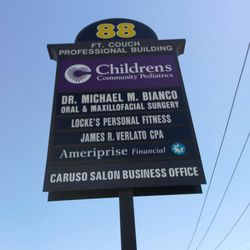 88
FT. COUCH
PROFESSIONAL BUILDING
Childrens
Community Pediatrics
DR. MICHAEL M. BIANCO
ORAL & MAXILLOFACIAL SURGERY
LOCKE'S PERSONAL FITNESS
JAMES R. VERLATO CPA
Ameriprise Financial
CARUSO SALON BUSINESS OFFICE